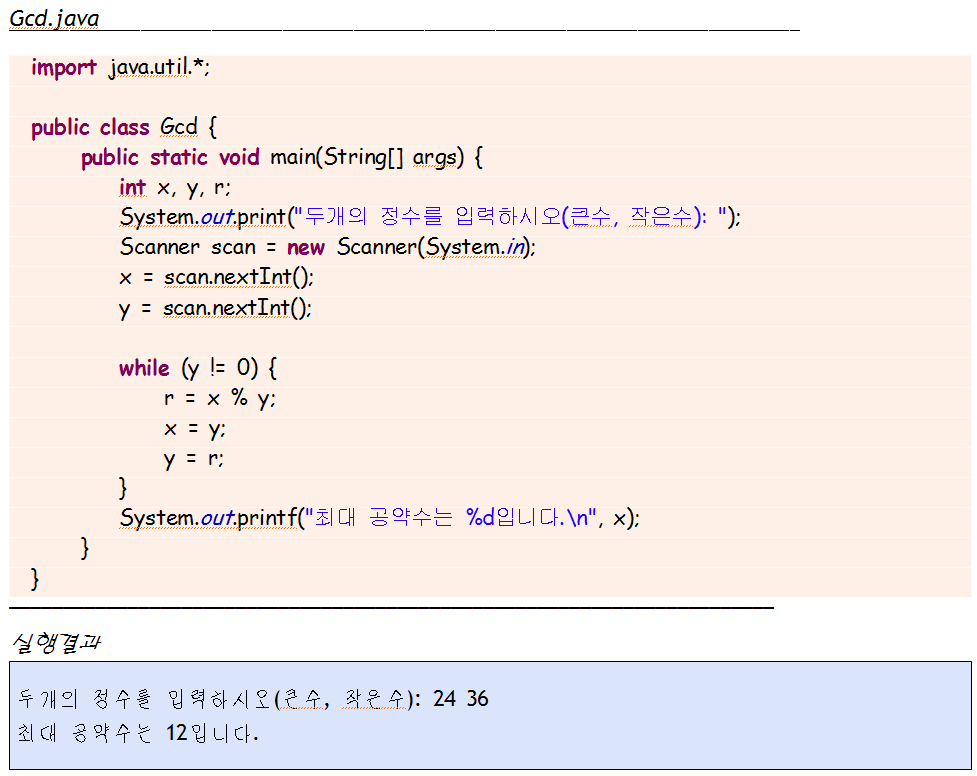 Gcd.java
import java.util.*;
public class Gcd {
public static void main(String[] args) {
int x, y, r;
System.out.print("두개의 정수를 입력하시오(큰수, 작은수): ");
Scanner scan = new Scanner(System.in);
x = scan.nextInt();
y = scan.nextInt();
while (y != 0) {
r = x % y;
x = y;
y = r;
}
System.out.printf("최대 공약수는 %d입니다.\n", x);
}
}
실행결과
두개의 정수를 입력하시오(큰수, 작은수): 24 36
최대 공약수는 12입니다.